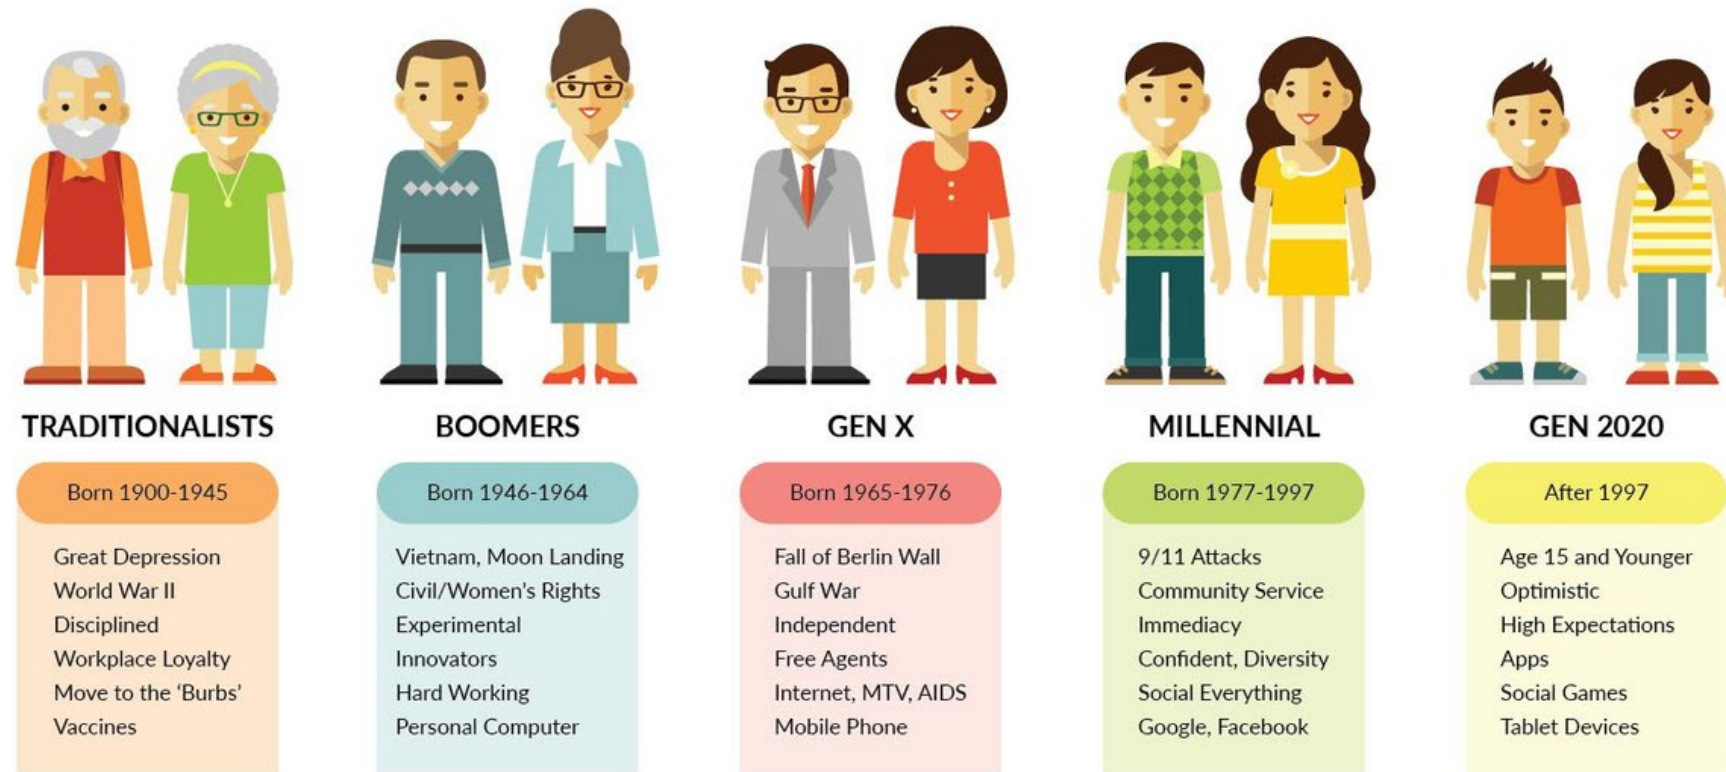 TRADITIONALISTS
Born 1900-1945
Great Depression
World War II
Disciplined
Workplace Loyalty
Move to the ‘Burbs’
Vaccines
BOOMERS
Born 1946-1964
Vietnam, Moon Landing
Civil/Women's Rights
Experimental
Innovators
Hard Working
Personal Computer
GEN X
Born 1965-1976
Fall of Berlin Wall
Gulf War
Independent
Free Agents
Internet, MTV, AIDS
Mobile Phone
MILLENNIAL
Born 1977-1997
9/11 Attacks
Community Service
Immediacy
Confident, Diversity
Social Everything
Google, Facebook
GEN 2020
After 1997
Age 15 and Younger
Optimistic
High Expectations
Apps
Social Games
Tablet Devices